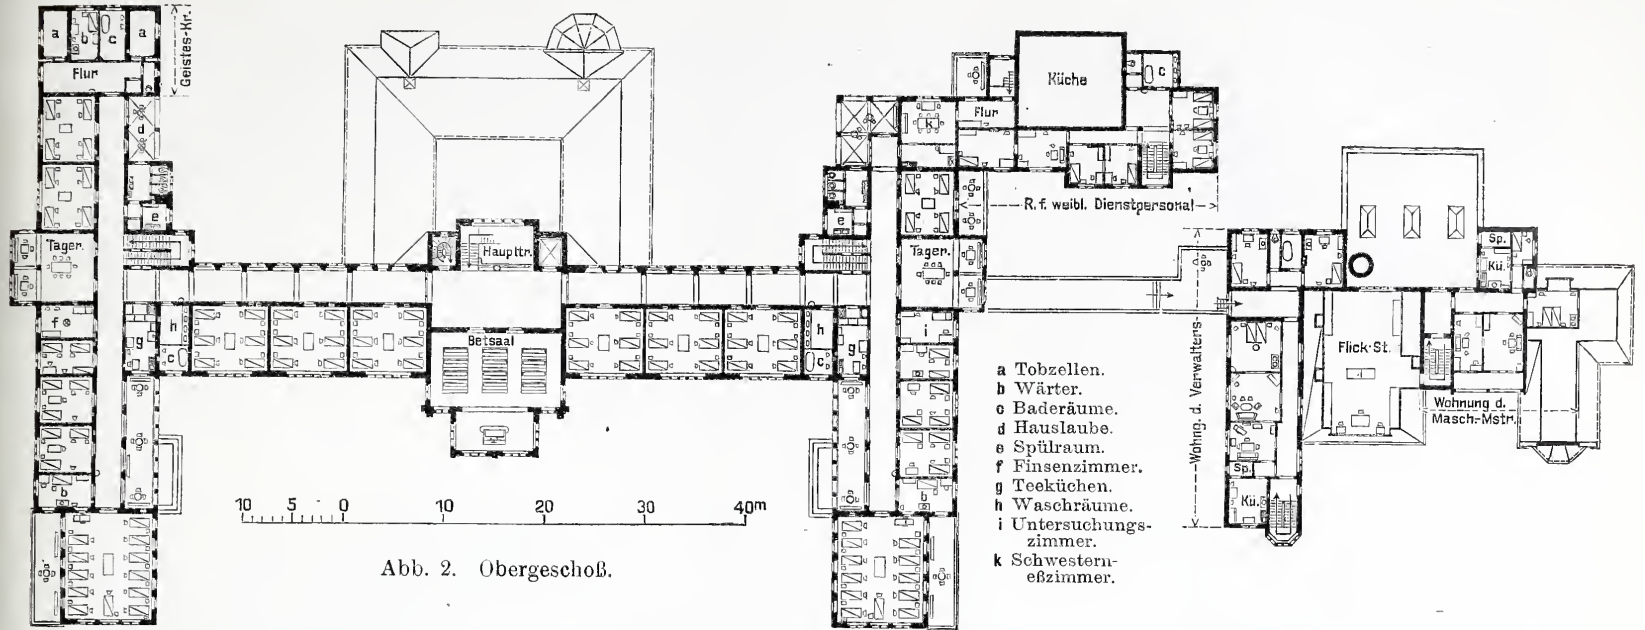 a
b
c
a
Geistes-Kr.
Flur
d
e
Tager.
f
g
h
c
b
Haupttr.
Betsaal
Küche
c
k
Flur
R. f. weibl. Dienstpersonal
e
Tager.
h
c
g
i
b
Sp.
Kü.
Flick-St.
Wohng. d. Verwalters
Sp.
Kü.
Wohnung d.
Masch.-Mstr.
a Tobzellen.
b Wärter.
c Baderäume.
d Hauslaube.
e Spülraum.
f Finsenzimmer.
g Teeküchen.
h Waschräume.
i Untersuchungs-
zimmer.
k Schwestern-
eßzimmer.
10 5 0 10 20 30 40m
Abb. 2. Obergeschoß.